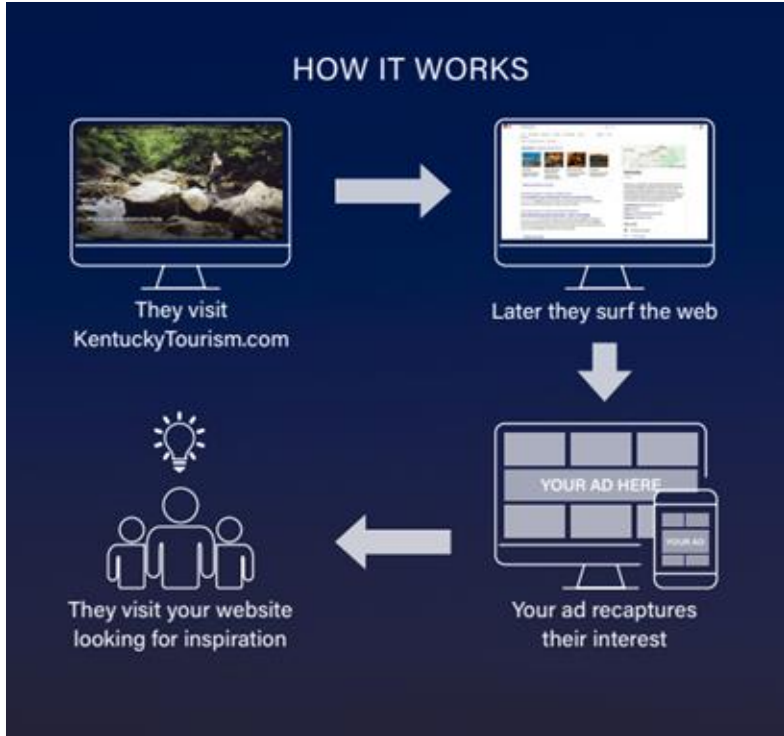 HOW IT WORKS
They visit
KentuckyTourism.com
Later they surf the web
YOUR AD HERE
YOUR AD
Your ad recaptures
their interest
They visit your website
looking for inspiration